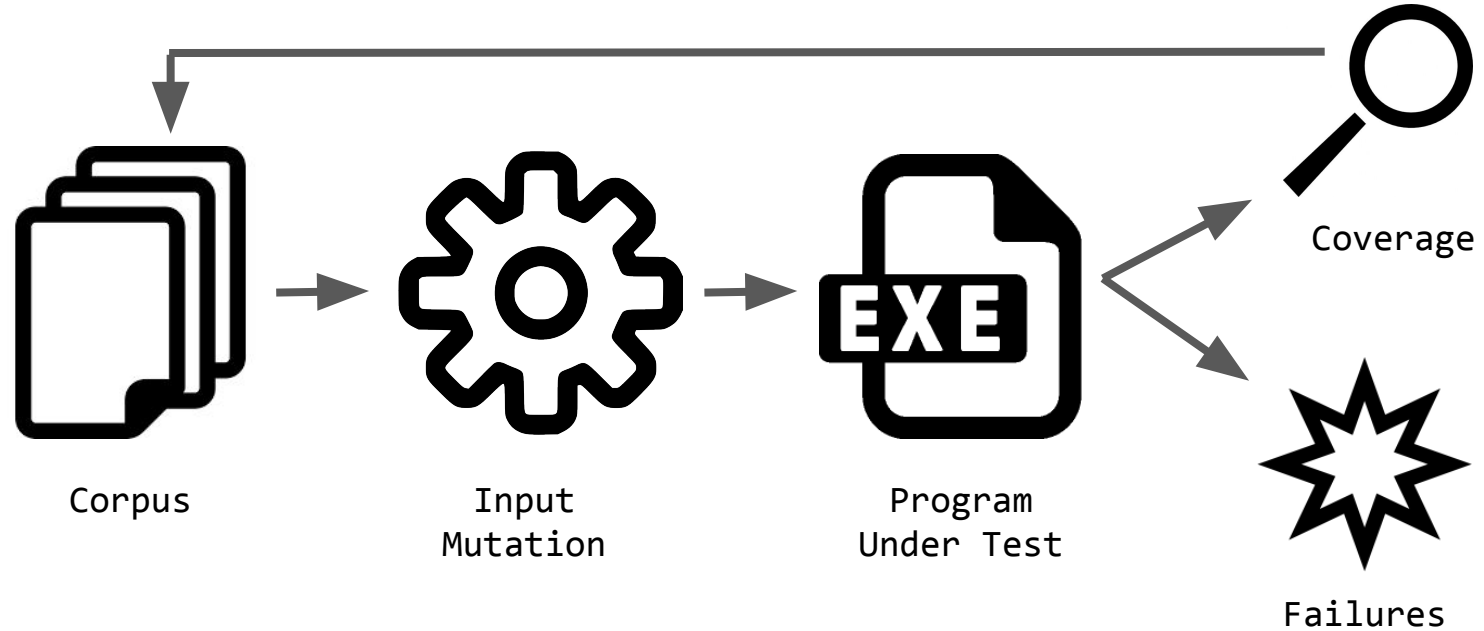 Coverage
EXE
Corpus
Input
Mutation
Program
Under Test
Failures